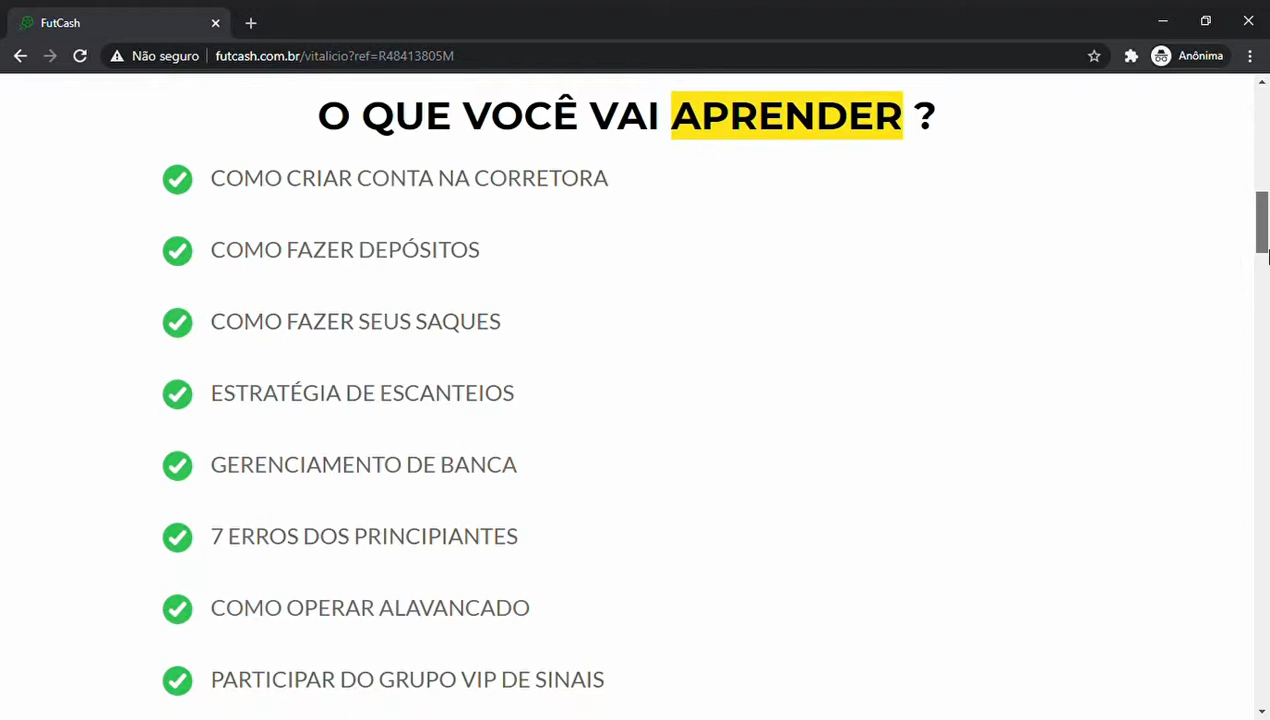 FutCash
Não seguro
futcash.com.br/vitalicio?ref=R48413805M
Anônima
O QUE VOCÊ VAI APRENDER ?
COMO CRIAR CONTA NA CORRETORA
COMO FAZER DEPÓSITOS
COMO FAZER SEUS SAQUES
ESTRATÉGIA DE ESCANTEIOS
GERENCIAMENTO DE BANCA
7 ERROS DOS PRINCIPIANTES
COMO OPERAR ALAVANCADO
PARTICIPAR DO GRUPO VIP DE SINAIS